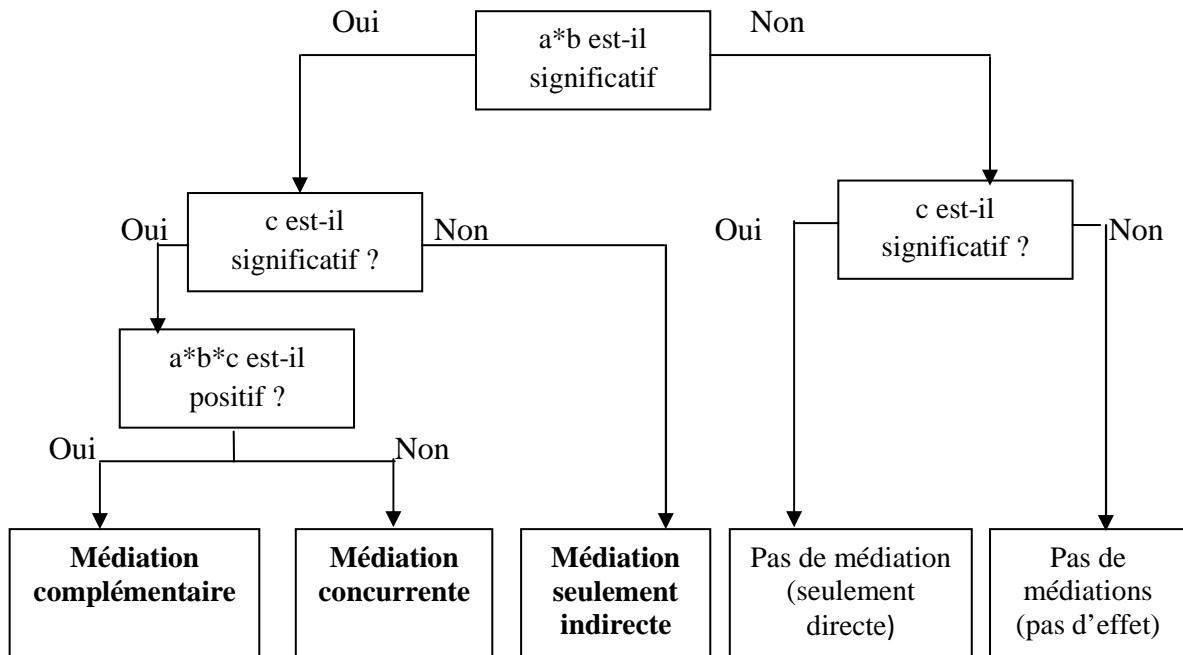 Oui
a*b est-il
significatif
Non
c est-il
significatif ?
Oui
Non
c est-il
significatif ?
Oui
Non
a*b*c est-il
positif ?
Oui
Non
Médiation
complémentaire
Médiation
concurrente
Médiation
seulement
indirecte
Pas de médiation
(seulement
directe)
Pas de
médiations
(pas d’effet)